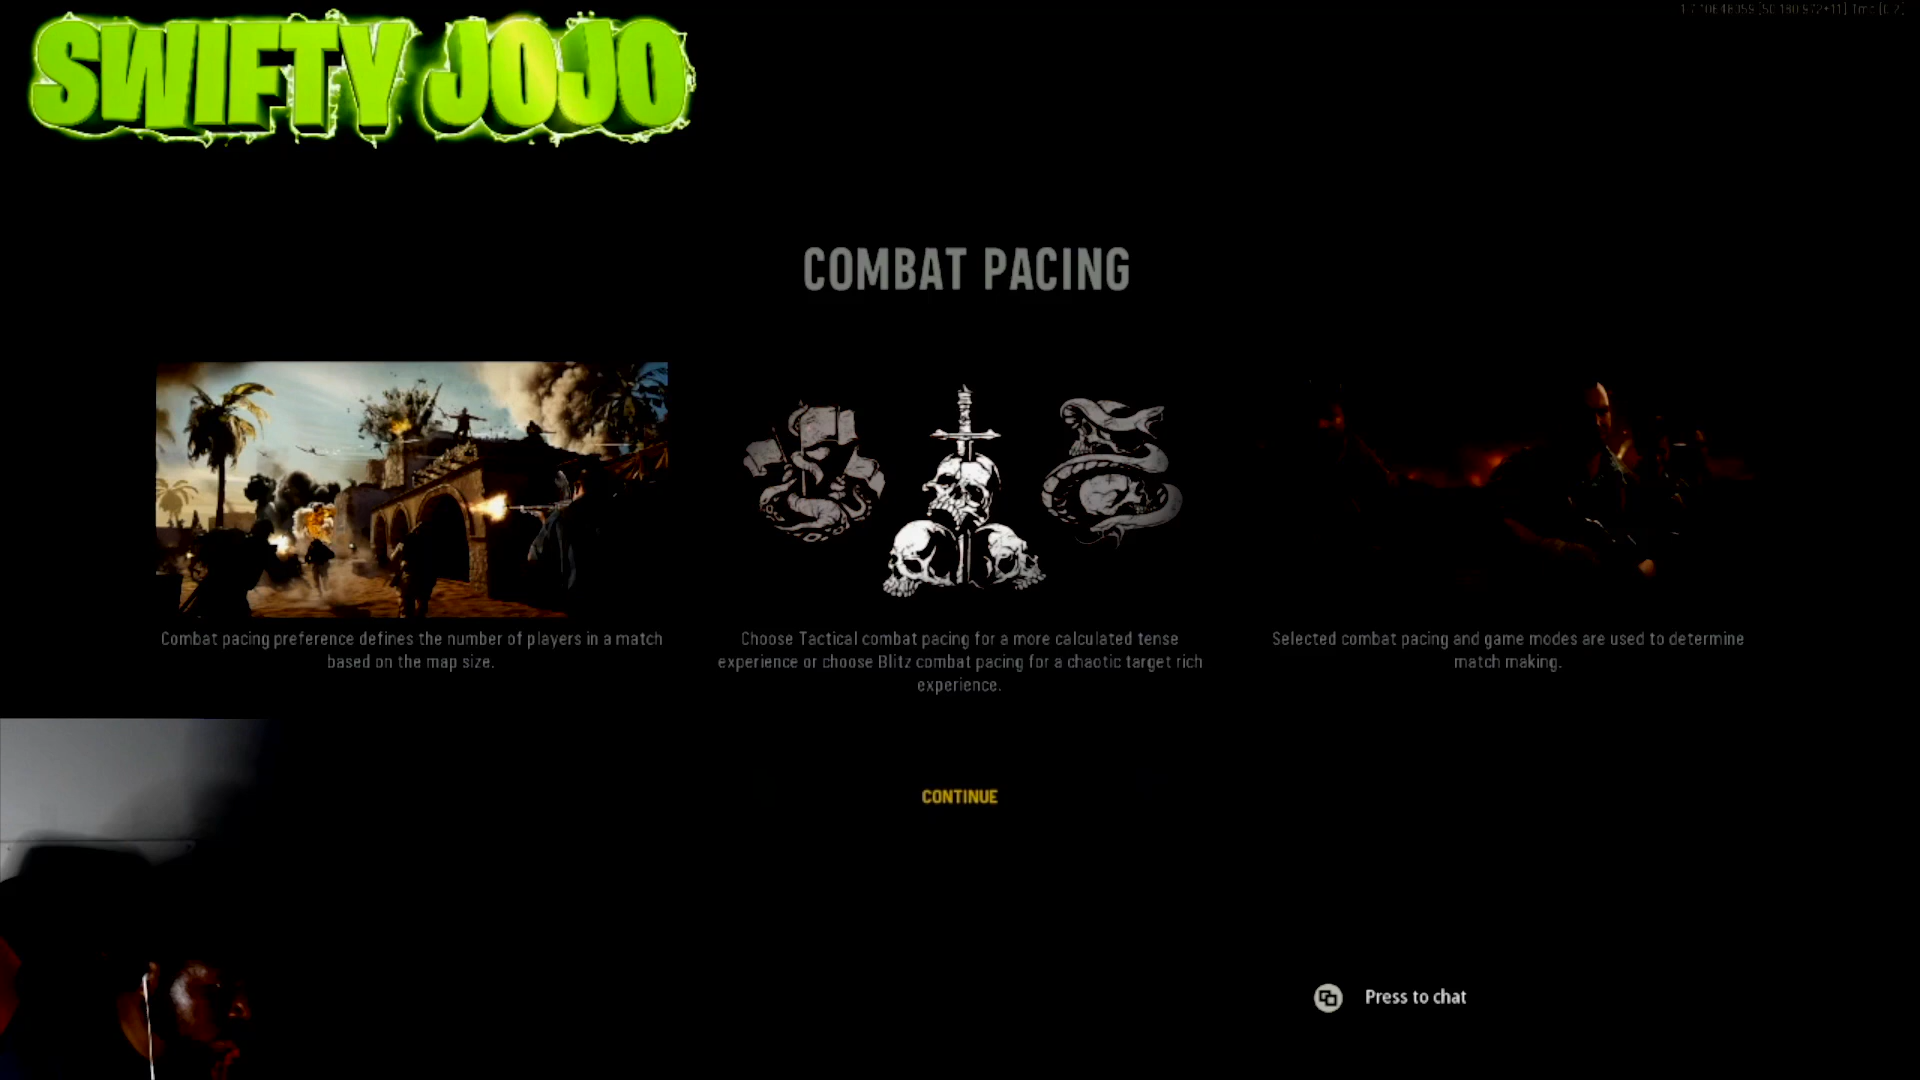 SWIFTY JOJO
COMBAT PACING
Combat pacing preference defines the number of players in a match
based on the map size.
Choose Tactical combat pacing for a more calculated tense
experience or choose Blitz combat pacing for a chaotic target rich
experience.
Selected combat pacing and game modes are used to determine
match making.
CONTINUE
Press to chat